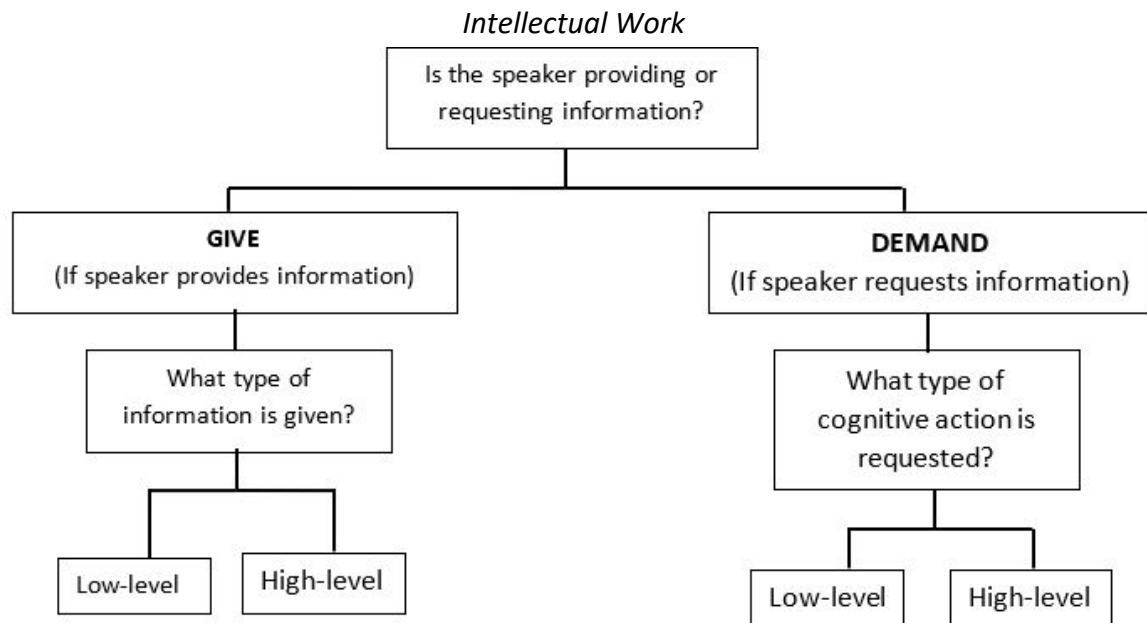 Intellectual Work
Is the speaker providing or
requesting information?
GIVE
(If speaker provides information)
DEMAND
(If speaker requests information)
What type of
information is given?
What type of
cognitive action is
requested?
Low-level
High-level
Low-level
High-level